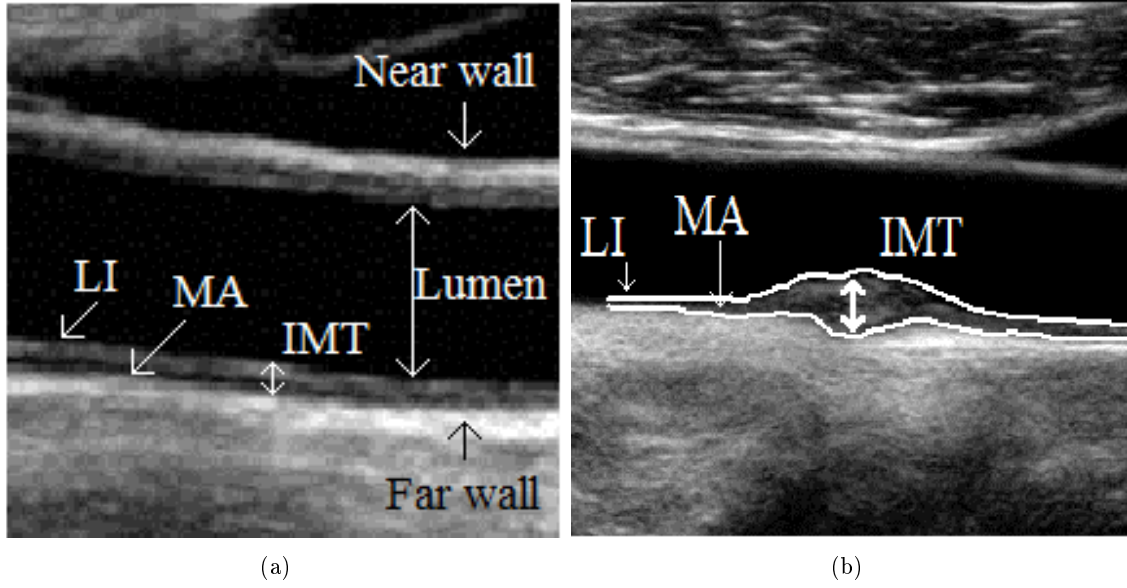 Near wall
Lumen
LI
MA
IMT
Far wall
(a)
LI
MA
IMT
(b)